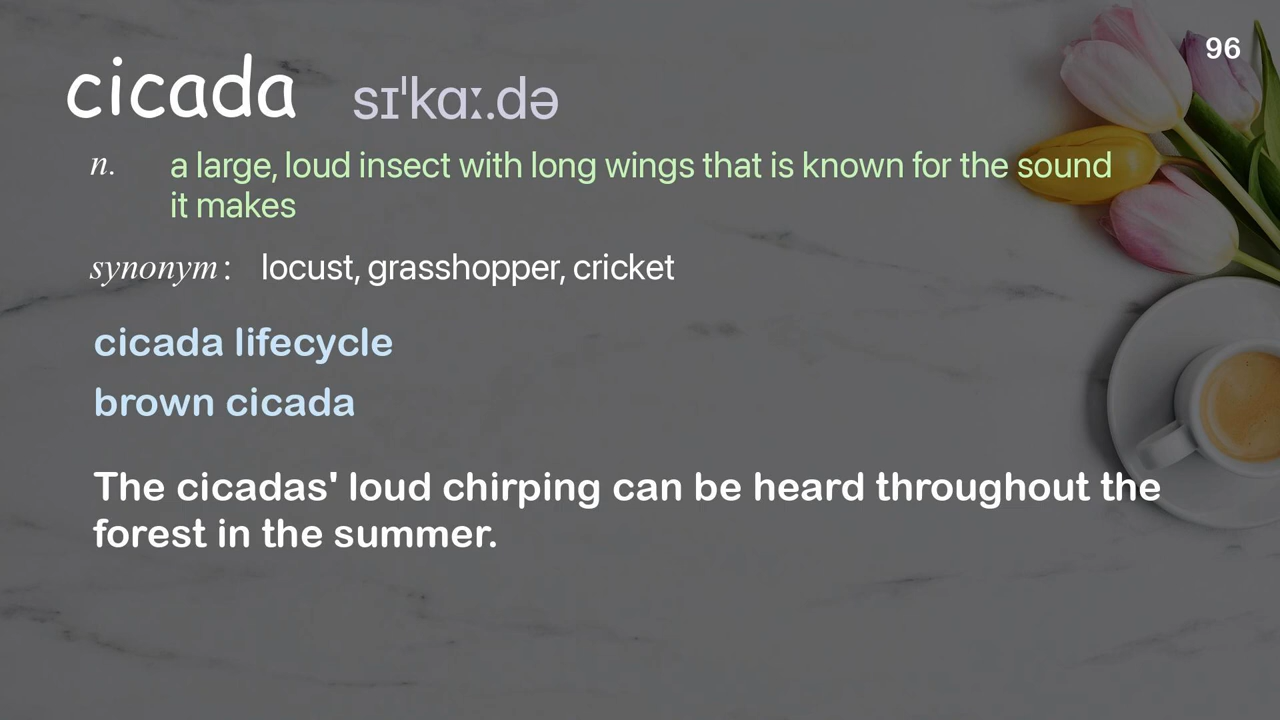 96
cicada sɪˈkɑː.də
n. a large, loud insect with long wings that is known for the sound
it makes
synonym: locust, grasshopper, cricket
cicada lifecycle
brown cicada
The cicadas' loud chirping can be heard throughout the
forest in the summer.